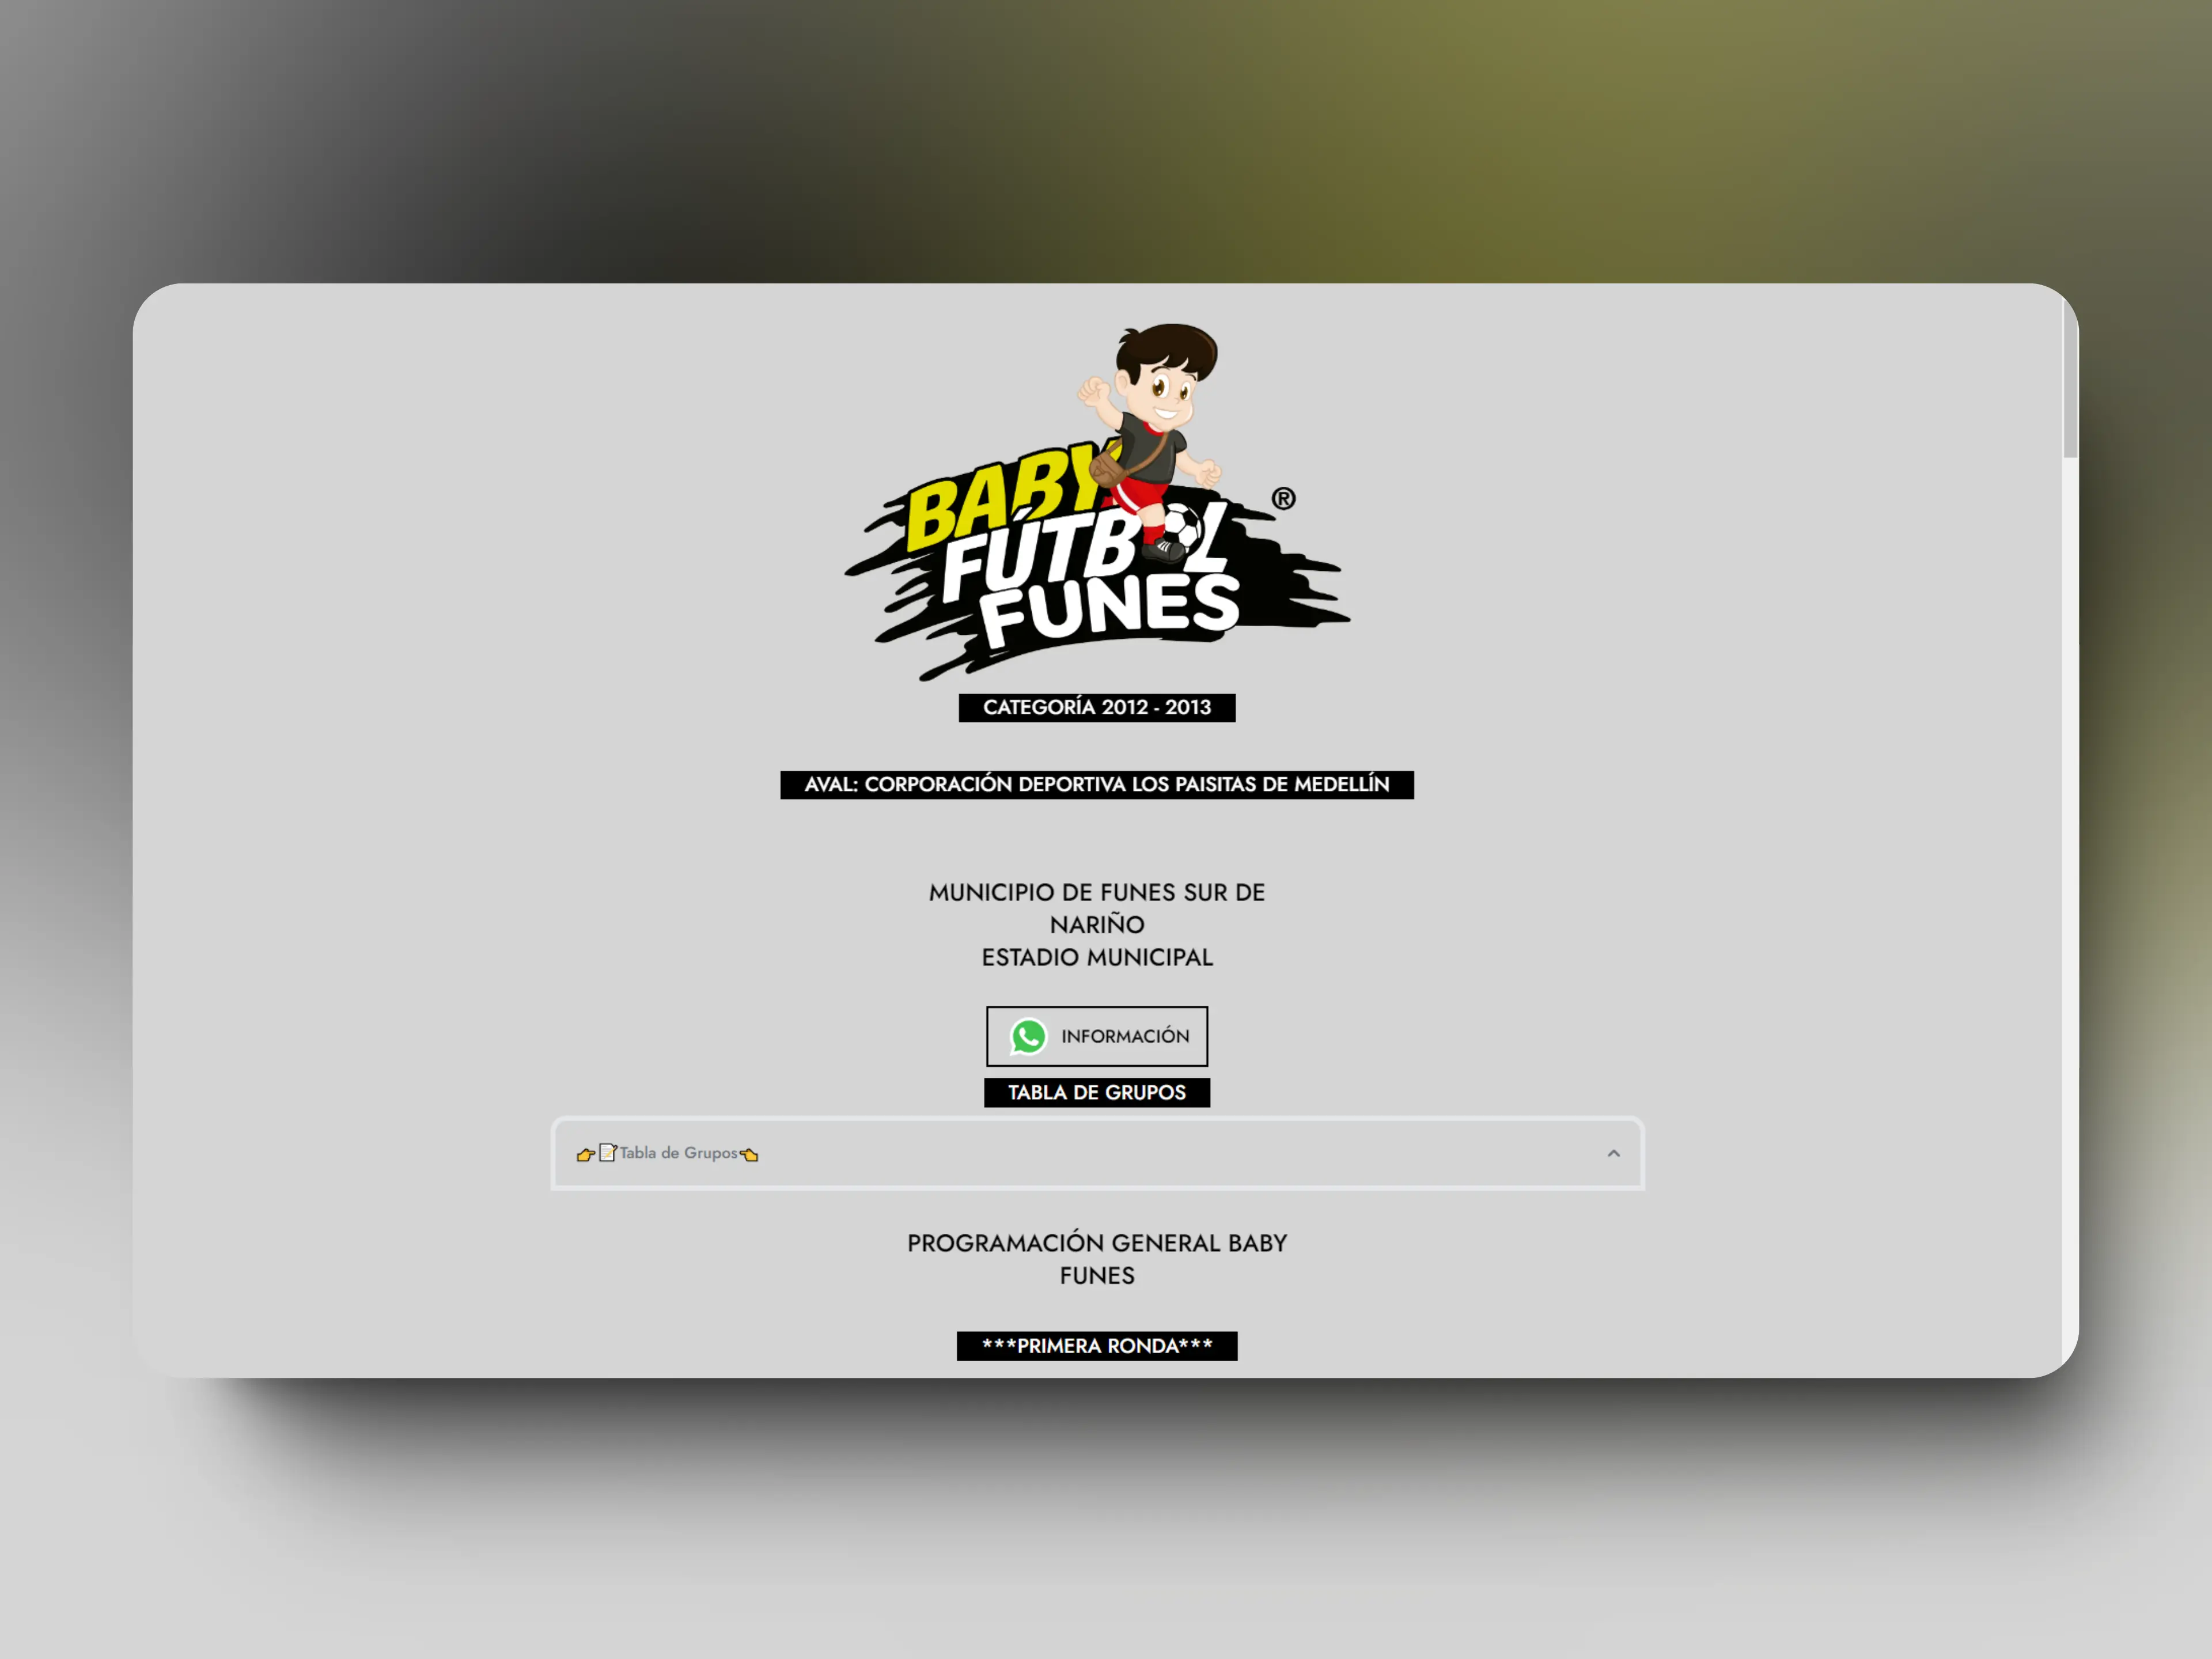 BABY
FÚTBOL
®
FUNES
CATEGORÍA 2012 - 2013
AVAL: CORPORACIÓN DEPORTIVA LOS PAISITAS DE MEDELLÍN
MUNICIPIO DE FUNES SUR DE
NARIÑO
ESTADIO MUNICIPAL
INFORMACIÓN
TABLA DE GRUPOS
👉📝Tabla de Grupos👈
PROGRAMACIÓN GENERAL BABY
FUNES
***PRIMERA RONDA***